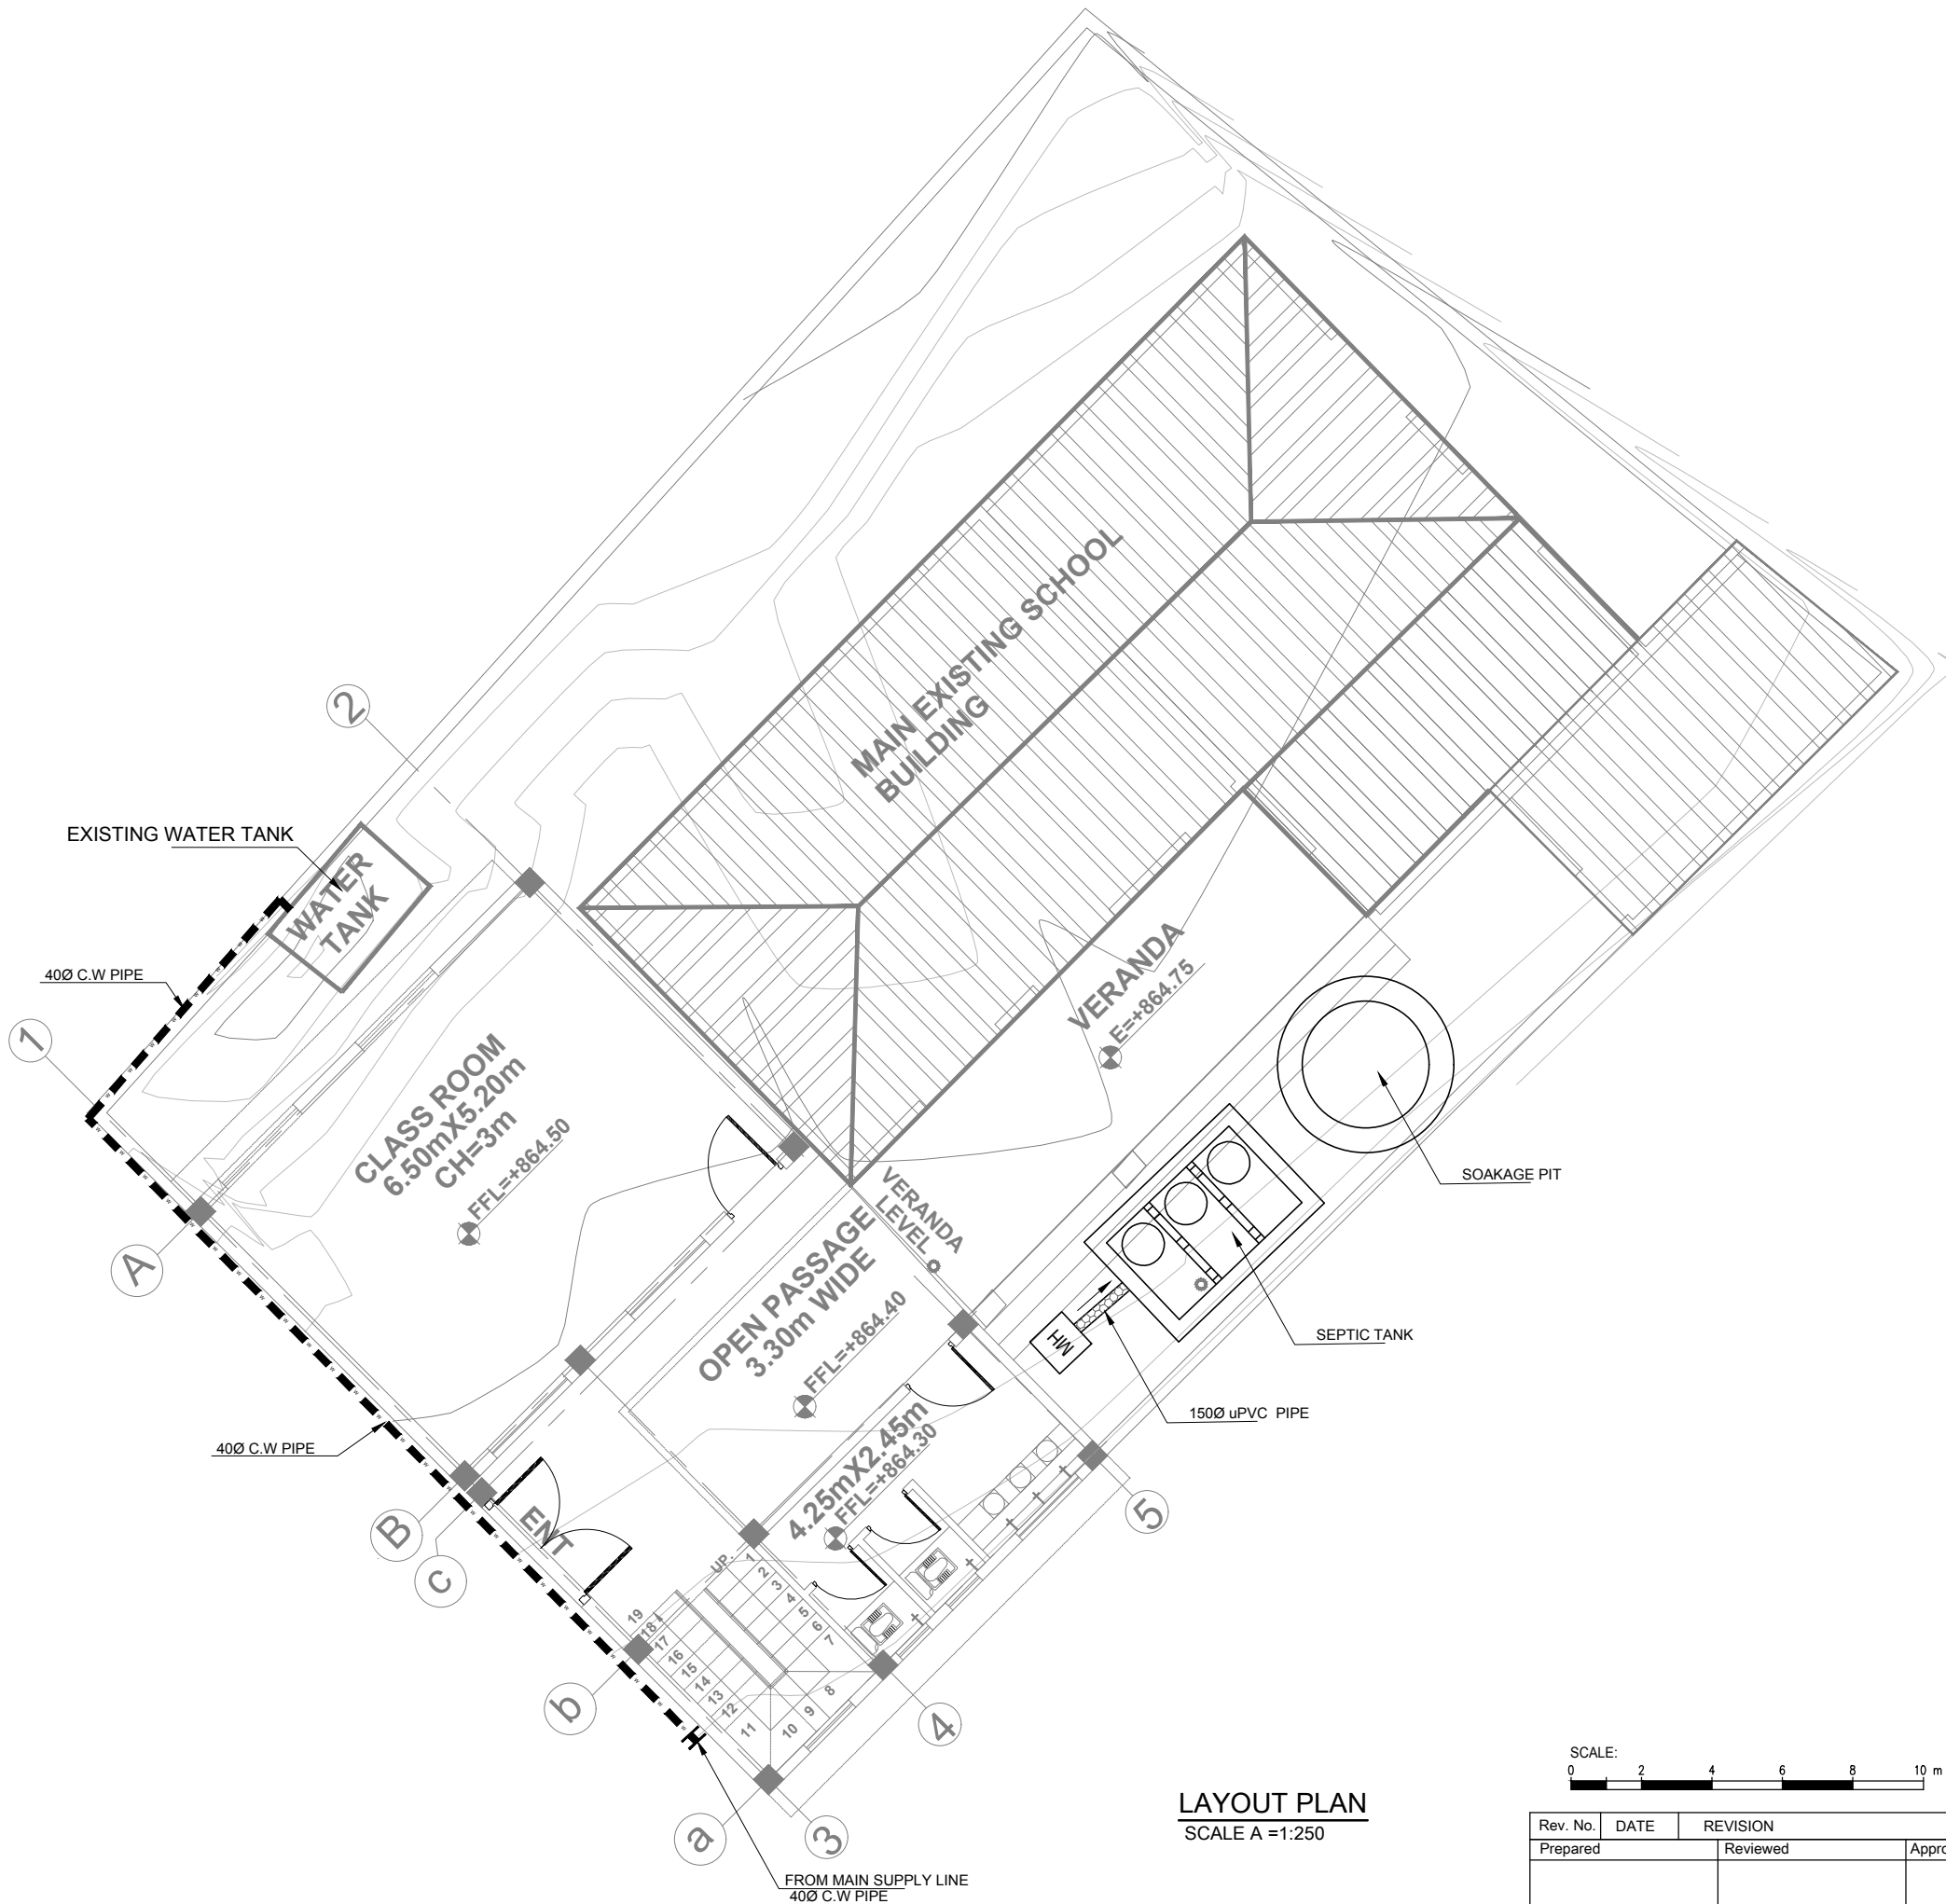 2
MAIN EXISTING SCHOOL
BUILDING
EXISTING WATER TANK
WATER
TANK
40Ø C.W PIPE
1
CLASS ROOM
6.50mX5.20m
CH=3m
FFL=+864.50
VERANDA
E=+864.75
A
VERANDA
LEVEL
SOAKAGE PIT
OPEN PASSAGE
3.30m WIDE
FFL=+864.40
MH
SEPTIC TANK
150Ø uPVC PIPE
40Ø C.W PIPE
4.25mX2.45m
FFL=+864.30
B
C
ENT
5
UP.
1
2
3
4
5
6
7
8
9
10
11
12
13
14
15
16
17
18
19
b
4
a
3
FROM MAIN SUPPLY LINE
40Ø C.W PIPE
LAYOUT PLAN
SCALE A =1:250
SCALE:
0 2 4 6 8 10 m
Rev. No. DATE REVISION
Prepared Reviewed Appro